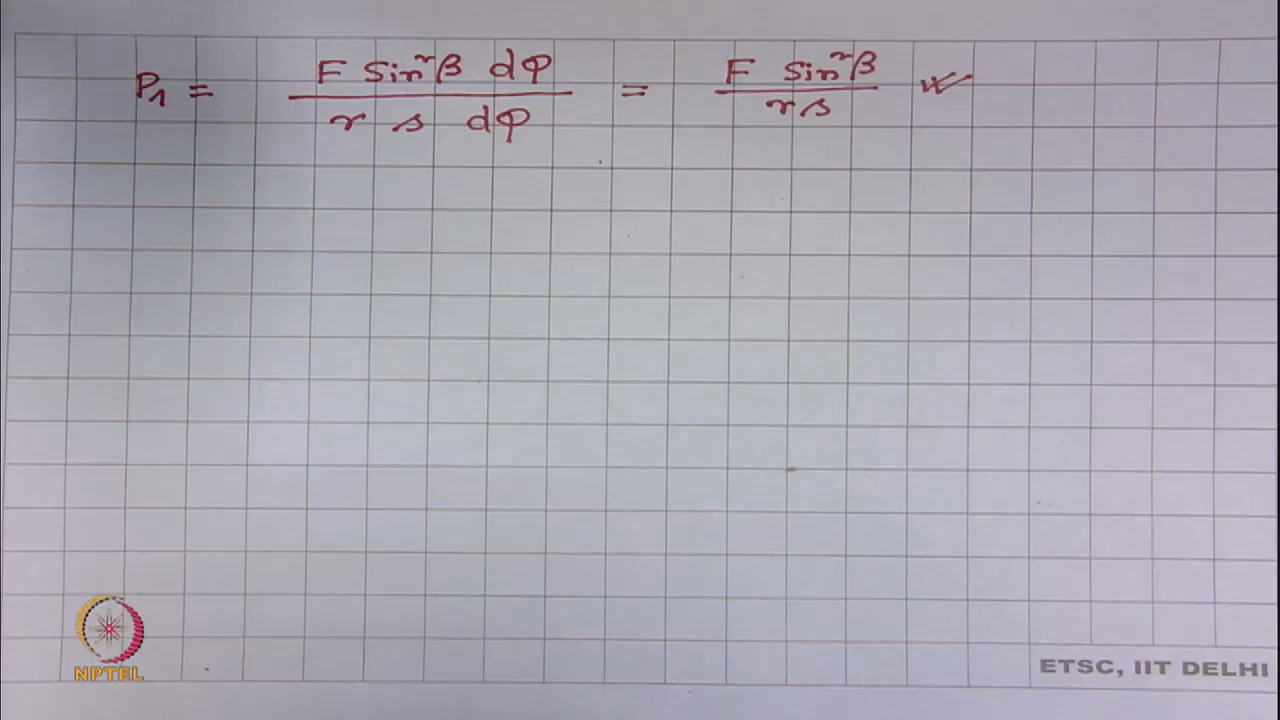 P₁ = F Sin²β dφ / r s dφ = F Sin²β / r s
NPTEL
ETSC, IIT DELHI